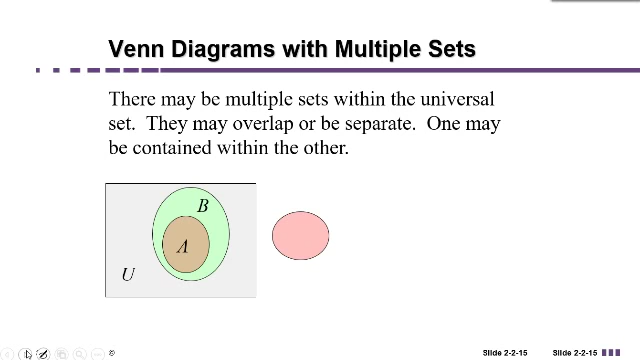 Venn Diagrams with Multiple Sets
There may be multiple sets within the universal
set. They may overlap or be separate. One may
be contained within the other.
B
A
U
©
Slide 2-2-15
Slide 2-2-15